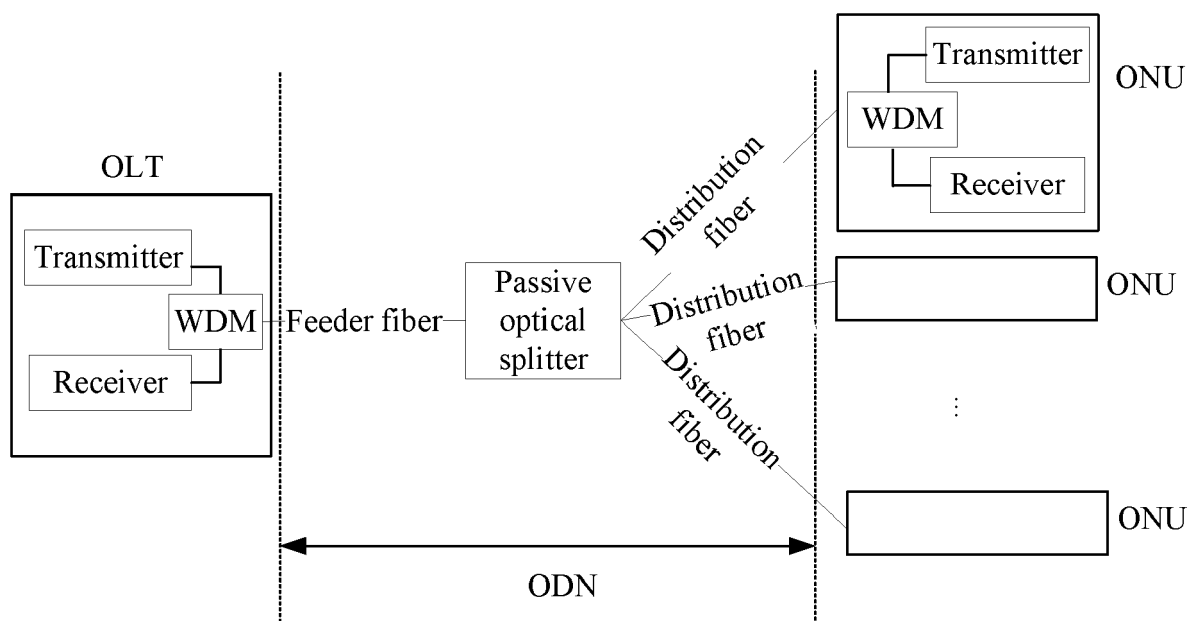 OLT
Transmitter
WDM
Receiver
Feeder fiber
Passive
optical
splitter
Distribution
fiber
Distribution
fiber
Distribution
fiber
Transmitter
WDM
Receiver
ONU
ONU
⋮
ONU
ODN